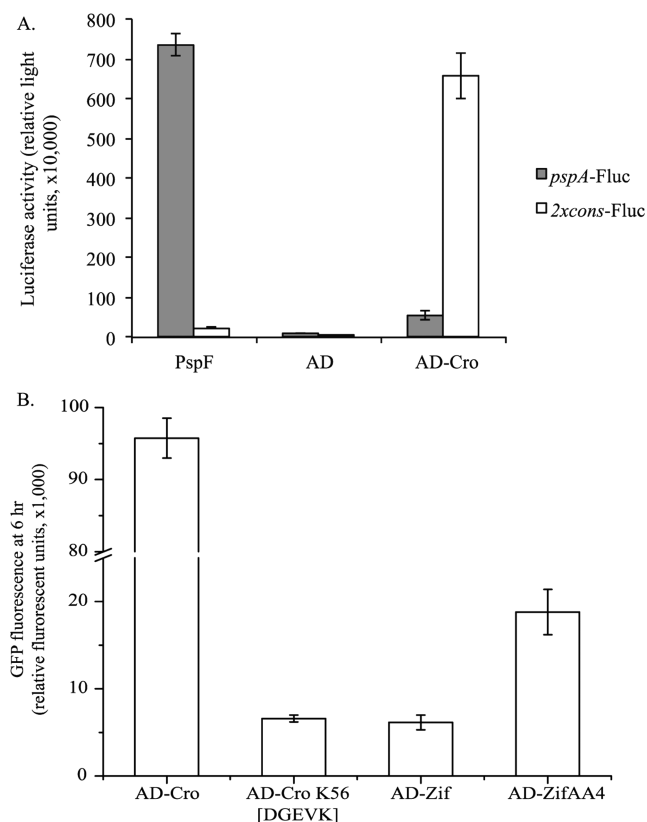 A.
Luciferase activity (relative light
units, x10,000)
800
700
600
500
400
300
200
100
0
PspF
AD
AD-Cro
pspA-Fluc
2xcons-Fluc
B.
GFP fluorescence at 6 hr
(relative flurorescent units, x1,000)
100
90
80
20
10
0
AD-Cro
AD-Cro K56
[DGEVK]
AD-Zif
AD-ZifAA4